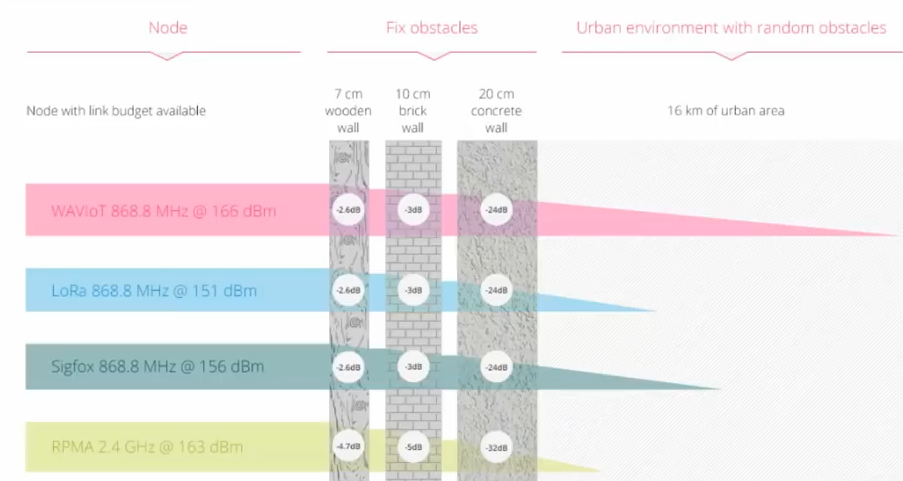 Node
Fix obstacles
Urban environment with random obstacles
Node with link budget available
7 cm
wooden
wall
10 cm
brick
wall
20 cm
concrete
wall
16 km of urban area
WAVIoT 868.8 MHz @ 166 dBm
-2.6dB
-3dB
-24dB
LoRa 868.8 MHz @ 151 dBm
-2.6dB
-3dB
-24dB
Sigfox 868.8 MHz @ 156 dBm
-2.6dB
-3dB
-24dB
RPMA 2.4 GHz @ 163 dBm
-4.7dB
-5dB
-32dB